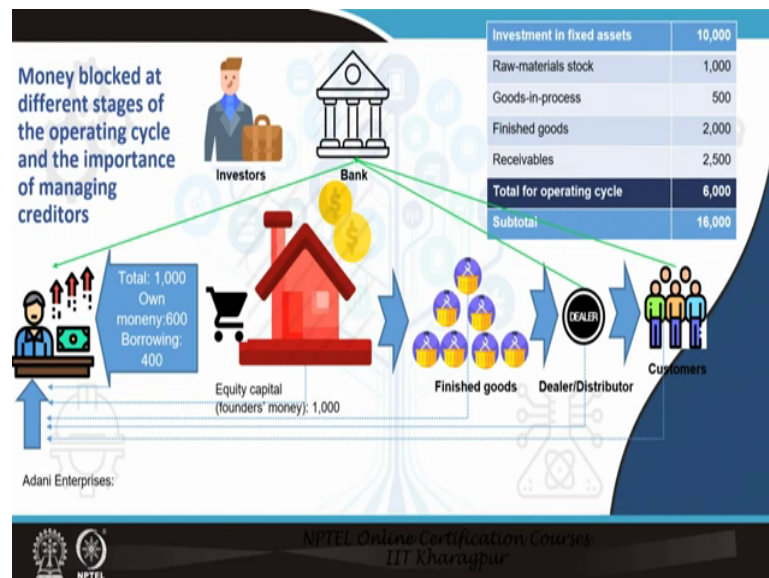 Money blocked at
different stages of
the operating cycle
and the importance
of managing
creditors
Investors
Bank
Investment in fixed assets 10,000
Raw-materials stock 1,000
Goods-in-process 500
Finished goods 2,000
Receivables 2,500
Total for operating cycle 6,000
Subtotal 16,000
Total: 1,000
Own
moneny:600
Borrowing:
400
Equity capital
(founders' money): 1,000
Finished goods
DEALER
Dealer/Distributor
Customers
Adani Enterprises:
NPTEL
NPTEL Online Certification Courses
IIT Kharagpur